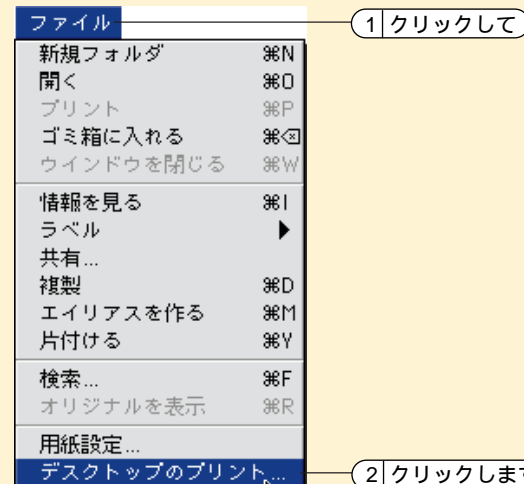 ファイル 1 クリックして
新規フォルダ ⌘N
開く ⌘O
プリント ⌘P
ゴミ箱に入れる ⌘⌫
ウインドウを閉じる ⌘W
情報を見る ⌘I
ラベル ▶
共有...
複製 ⌘D
エイリアスを作る ⌘M
片付ける ⌘Y
検索... ⌘F
オリジナルを表示 ⌘R
用紙設定...
デスクトップのプリント... 2 クリックします